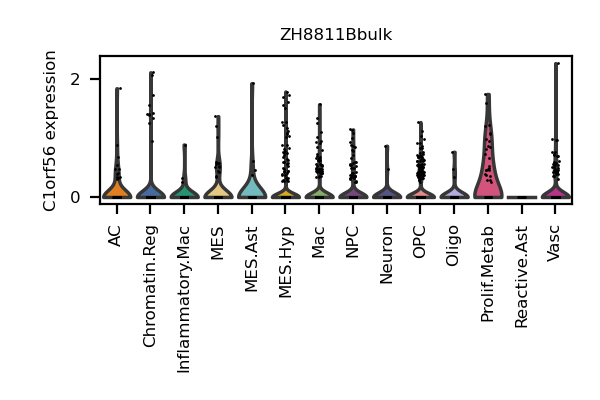 ZH8811Bbulk
C1orf56 expression
2
0
AC
Chromatin.Reg
Inflammatory.Mac
MES
MES.Ast
MES.Hyp
Mac
NPC
Neuron
OPC
Oligo
Prolif.Metab
Reactive.Ast
Vasc